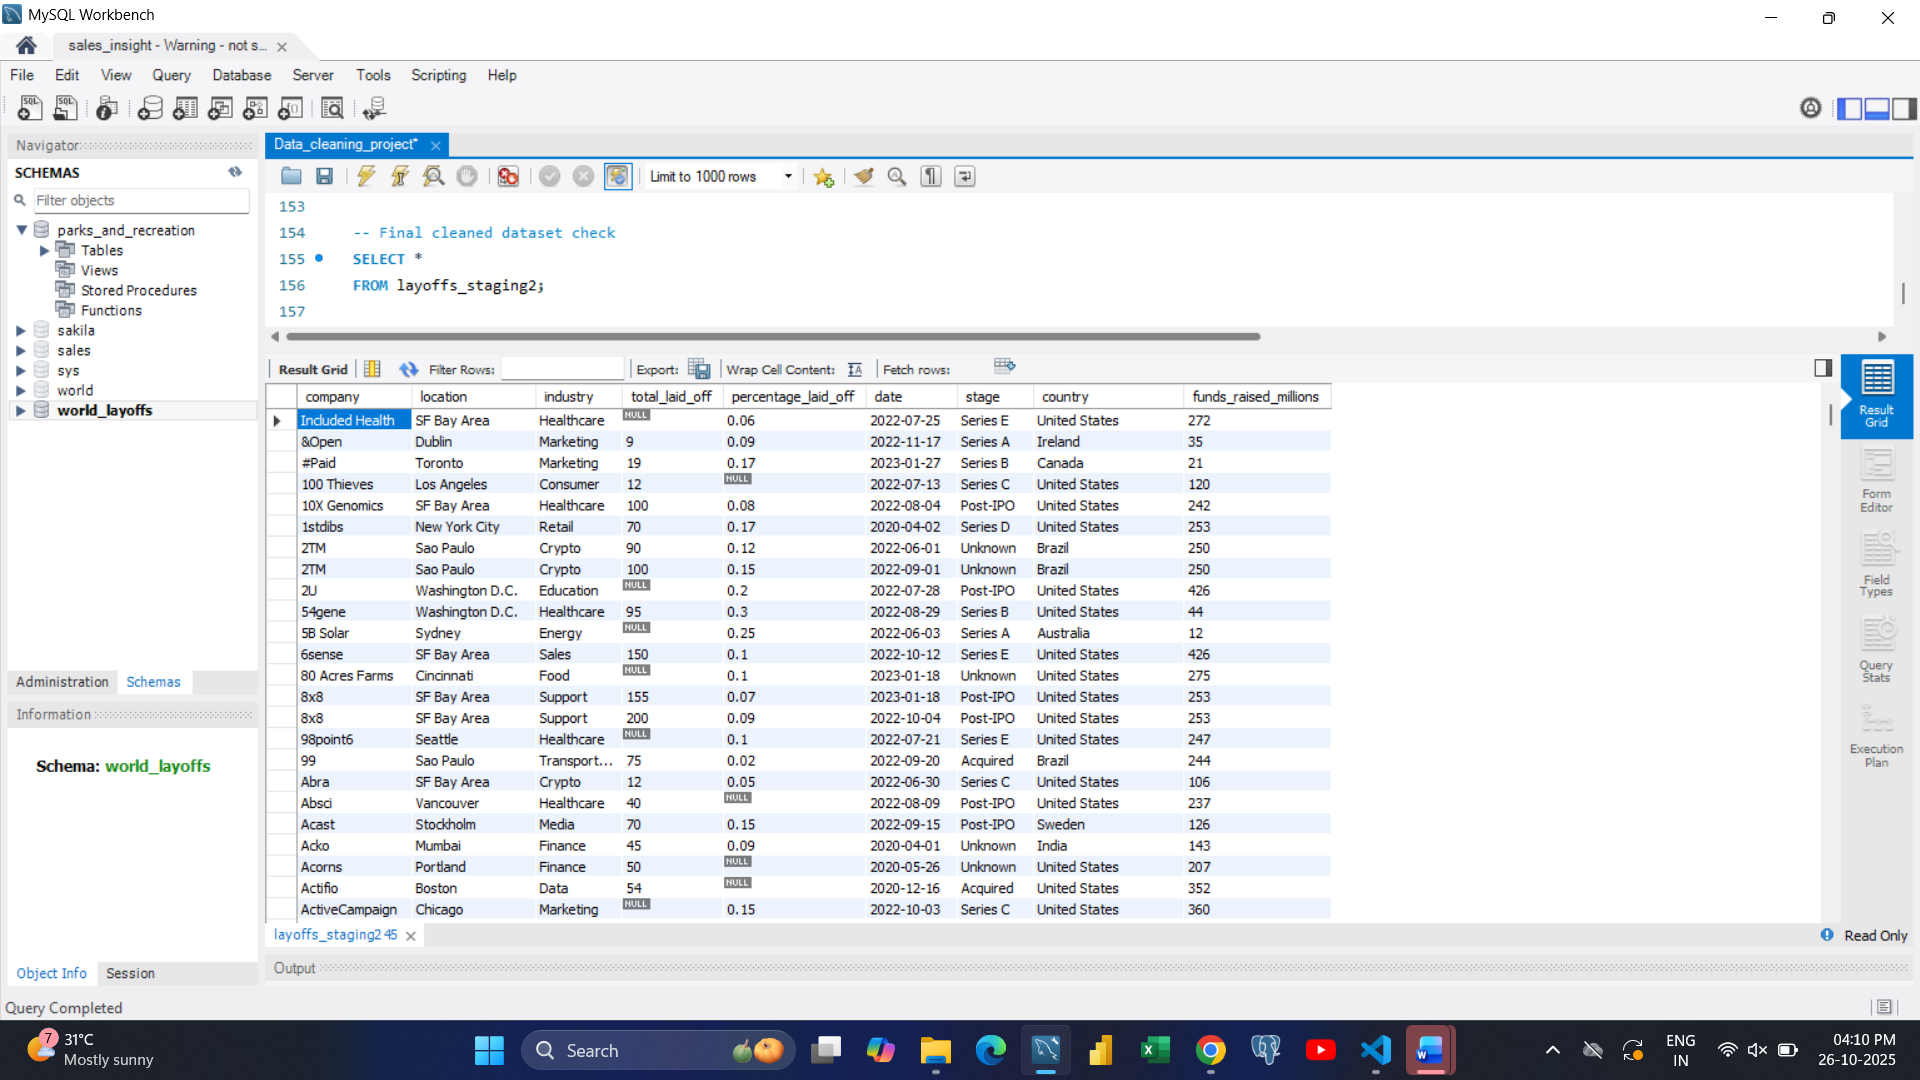 MySQL Workbench
sales_insight - Warning - not s...
File Edit View Query Database Server Tools Scripting Help
Navigator
SCHEMAS
Filter objects
parks_and_recreation
Tables
Views
Stored Procedures
Functions
sakila
sales
sys
world
world_layoffs
Administration Schemas
Information
Schema: world_layoffs
Object Info Session
Query Completed
Data_cleaning_project*
Limit to 1000 rows
153
154 -- Final cleaned dataset check
155 SELECT *
156 FROM layoffs_staging2;
157
Result Grid Filter Rows: Export: Wrap Cell Content: Fetch rows:
company location industry total_laid_off percentage_laid_off date stage country funds_raised_millions
Included Health SF Bay Area Healthcare NULL 0.06 2022-07-25 Series E United States 272
&Open Dublin Marketing 9 0.09 2022-11-17 Series A Ireland 35
#Paid Toronto Marketing 19 0.17 2023-01-27 Series B Canada 21
100 Thieves Los Angeles Consumer 12 NULL 2022-07-13 Series C United States 120
10X Genomics SF Bay Area Healthcare 100 0.08 2022-08-04 Post-IPO United States 242
1stdibs New York City Retail 70 0.17 2020-04-02 Series D United States 253
2TM Sao Paulo Crypto 90 0.12 2022-06-01 Unknown Brazil 250
2TM Sao Paulo Crypto 100 0.15 2022-09-01 Unknown Brazil 250
2U Washington D.C. Education NULL 0.2 2022-07-28 Post-IPO United States 426
54gene Washington D.C. Healthcare 95 0.3 2022-08-29 Series B United States 44
5B Solar Sydney Energy NULL 0.25 2022-06-03 Series A Australia 12
6sense SF Bay Area Sales 150 0.1 2022-10-12 Series E United States 426
80 Acres Farms Cincinnati Food NULL 0.1 2023-01-18 Unknown United States 275
8x8 SF Bay Area Support 155 0.07 2023-01-18 Post-IPO United States 253
8x8 SF Bay Area Support 200 0.09 2022-10-04 Post-IPO United States 253
98point6 Seattle Healthcare NULL 0.1 2022-07-21 Series E United States 247
99 Sao Paulo Transport... 75 0.02 2022-09-20 Acquired Brazil 244
Abra SF Bay Area Crypto 12 0.05 2022-06-30 Series C United States 106
Absci Vancouver Healthcare 40 NULL 2022-08-09 Post-IPO United States 237
Acast Stockholm Media 70 0.15 2022-09-15 Post-IPO Sweden 126
Acko Mumbai Finance 45 0.09 2020-04-01 Unknown India 143
Acorns Portland Finance 50 NULL 2020-05-26 Unknown United States 207
Actifio Boston Data 54 NULL 2020-12-16 Acquired United States 352
ActiveCampaign Chicago Marketing NULL 0.15 2022-10-03 Series C United States 360
Result
Grid
Form
Editor
Field
Types
Query
Stats
Execution
Plan
layoffs_staging2 45
Read Only
Output
7
31°C
Mostly sunny
Search
ENG
IN
04:10 PM
26-10-2025